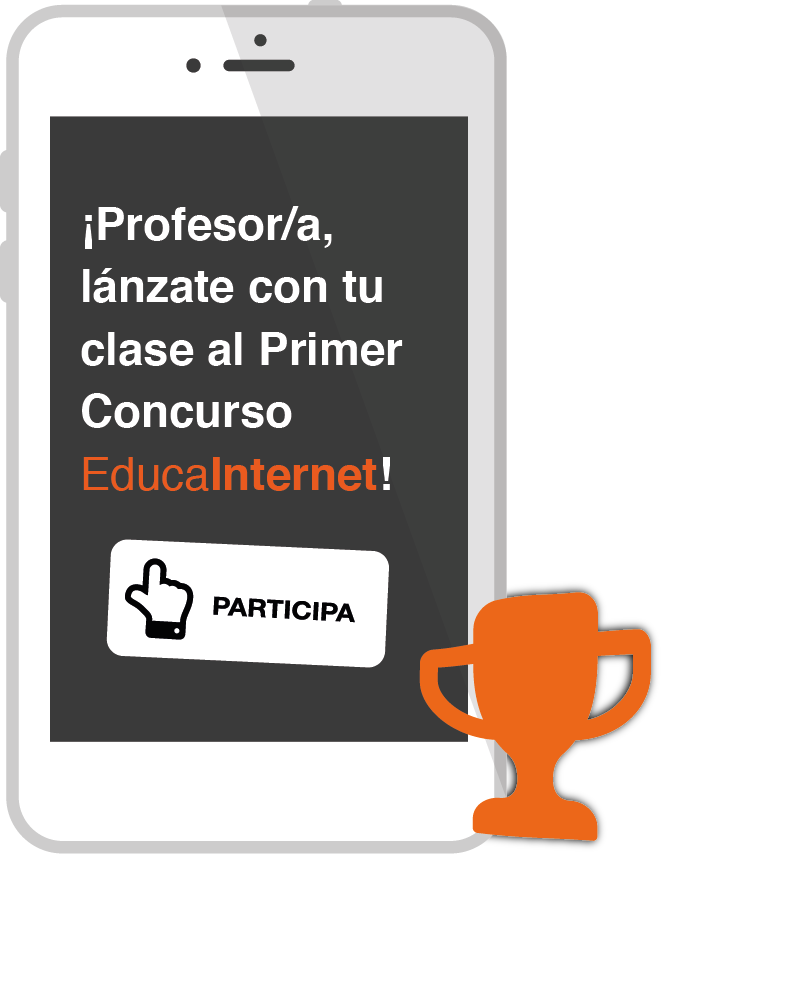 ¡Profesor/a,
lánzate con tu
clase al Primer
Concurso
EducaInternet!
PARTICIPA